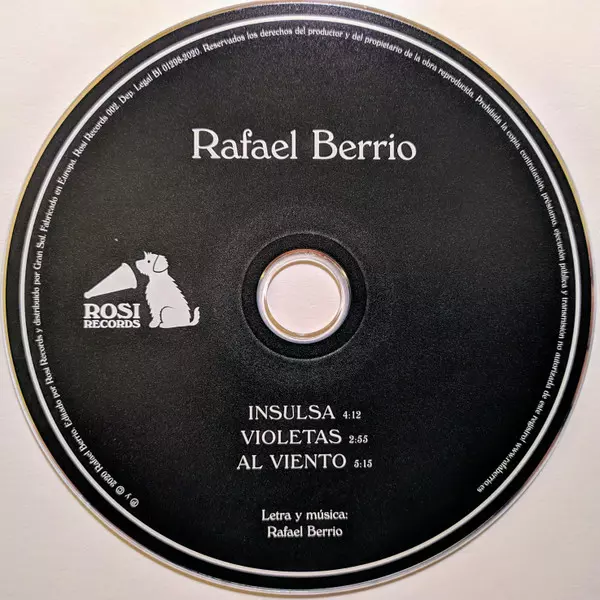 Rafael Berrio
ROSI
RECORDS
INSULSA 4:12
VIOLETAS 2:55
AL VIENTO 5:15
Letra y música:
Rafael Berrio
℗ y © 2020 Rafael Berrio. Editado por Rosi Records y distribuido por Gran Sol. Fabricado en Europa. Rosi Records 002. Dep. Legal BI 01298-2020. Reservados los derechos del productor y del propietario de la obra reproducida. Prohibida la copia, contratación, préstamo, ejecución pública y transmisión no autorizada de este registro! www.rafaberrio.es